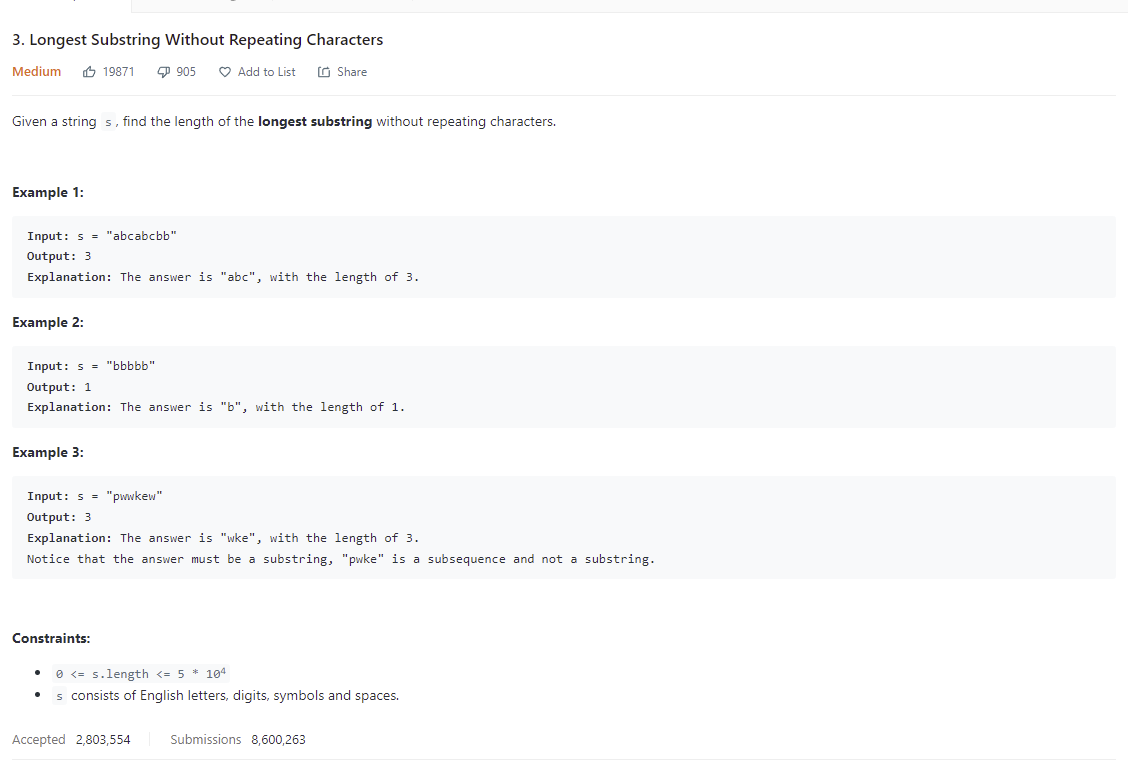 3. Longest Substring Without Repeating Characters
Medium 19871 905 Add to List Share
Given a string s, find the length of the longest substring without repeating characters.
Example 1:
Input: s = "abcabcbb"
Output: 3
Explanation: The answer is "abc", with the length of 3.
Example 2:
Input: s = "bbbbb"
Output: 1
Explanation: The answer is "b", with the length of 1.
Example 3:
Input: s = "pwwkew"
Output: 3
Explanation: The answer is "wke", with the length of 3.
Notice that the answer must be a substring, "pwke" is a subsequence and not a substring.
Constraints:
• 0 <= s.length <= 5 * 10⁴
• s consists of English letters, digits, symbols and spaces.
Accepted 2,803,554 Submissions 8,600,263